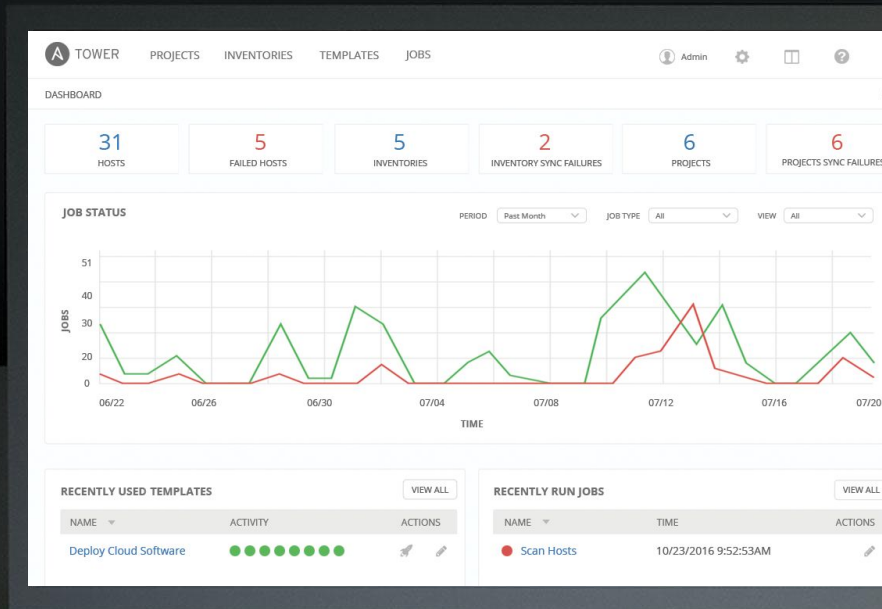 A TOWER PROJECTS INVENTORIES TEMPLATES JOBS Admin ?
DASHBOARD
31 5 5 2 6 6
HOSTS FAILED HOSTS INVENTORIES INVENTORY SYNC FAILURES PROJECTS PROJECTS SYNC FAILURES
JOB STATUS PERIOD Past Month JOB TYPE All VIEW All
51
40
30
20
0
JOBS
06/22 06/26 06/30 07/04 07/08 07/12 07/16 07/20
TIME
RECENTLY USED TEMPLATES VIEW ALL
NAME ACTIVITY ACTIONS
Deploy Cloud Software
RECENTLY RUN JOBS VIEW ALL
NAME TIME ACTIONS
Scan Hosts 10/23/2016 9:52:53AM